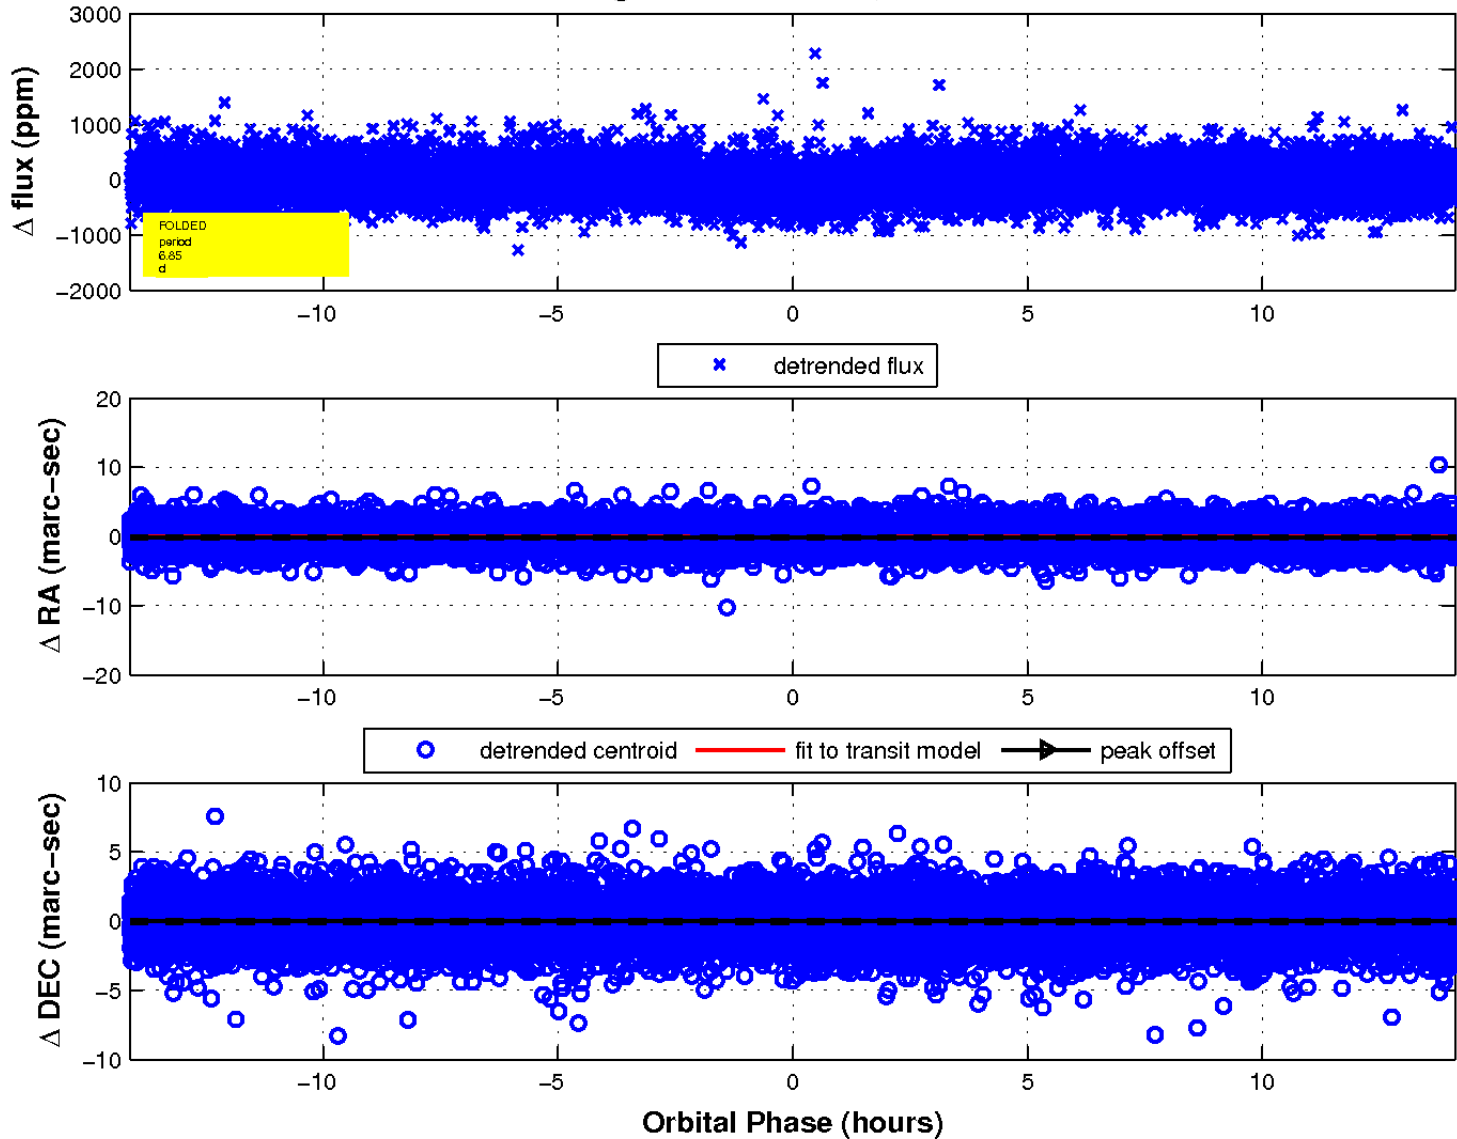 3000
2000
1000
0
−1000
−2000
Δ flux (ppm)
FOLDED
period
6.85
d
−10 −5 0 5 10
detrended flux
20
10
0
−10
−20
Δ RA (marc−sec)
−10 −5 0 5 10
detrended centroid fit to transit model peak offset
10
5
0
−5
−10
Δ DEC (marc−sec)
−10 −5 0 5 10
Orbital Phase (hours)